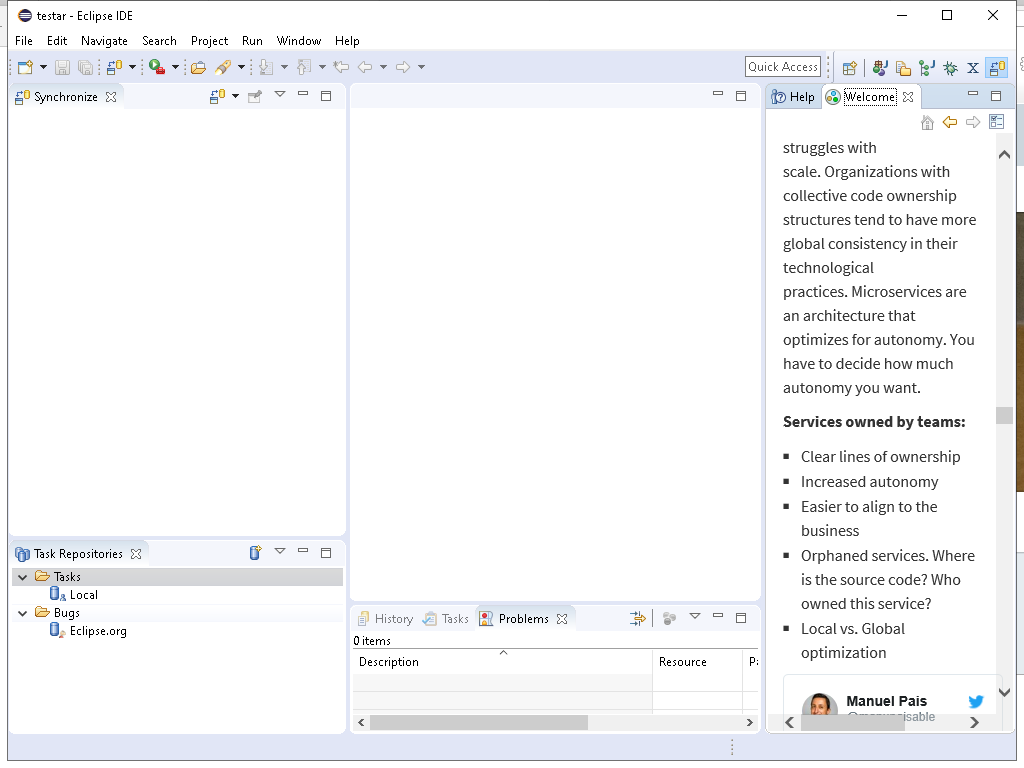 testar - Eclipse IDE
File Edit Navigate Search Project Run Window Help
Quick Access
Synchronize
Help Welcome
struggles with
scale. Organizations with
collective code ownership
structures tend to have more
global consistency in their
technological
practices. Microservices are
an architecture that
optimizes for autonomy. You
have to decide how much
autonomy you want.
Services owned by teams:
Clear lines of ownership
Increased autonomy
Easier to align to the
business
Orphaned services. Where
is the source code? Who
owned this service?
Local vs. Global
optimization
Manuel Pais
Task Repositories
Tasks
Local
Bugs
Eclipse.org
History Tasks Problems
0 items
Description Resource